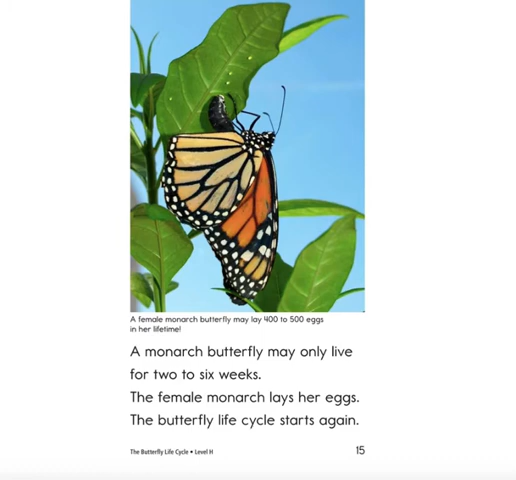 A female monarch butterfly may lay 400 to 500 eggs
in her lifetime!
A monarch butterfly may only live
for two to six weeks.
The female monarch lays her eggs.
The butterfly life cycle starts again.
The Butterfly Life Cycle • Level H
15